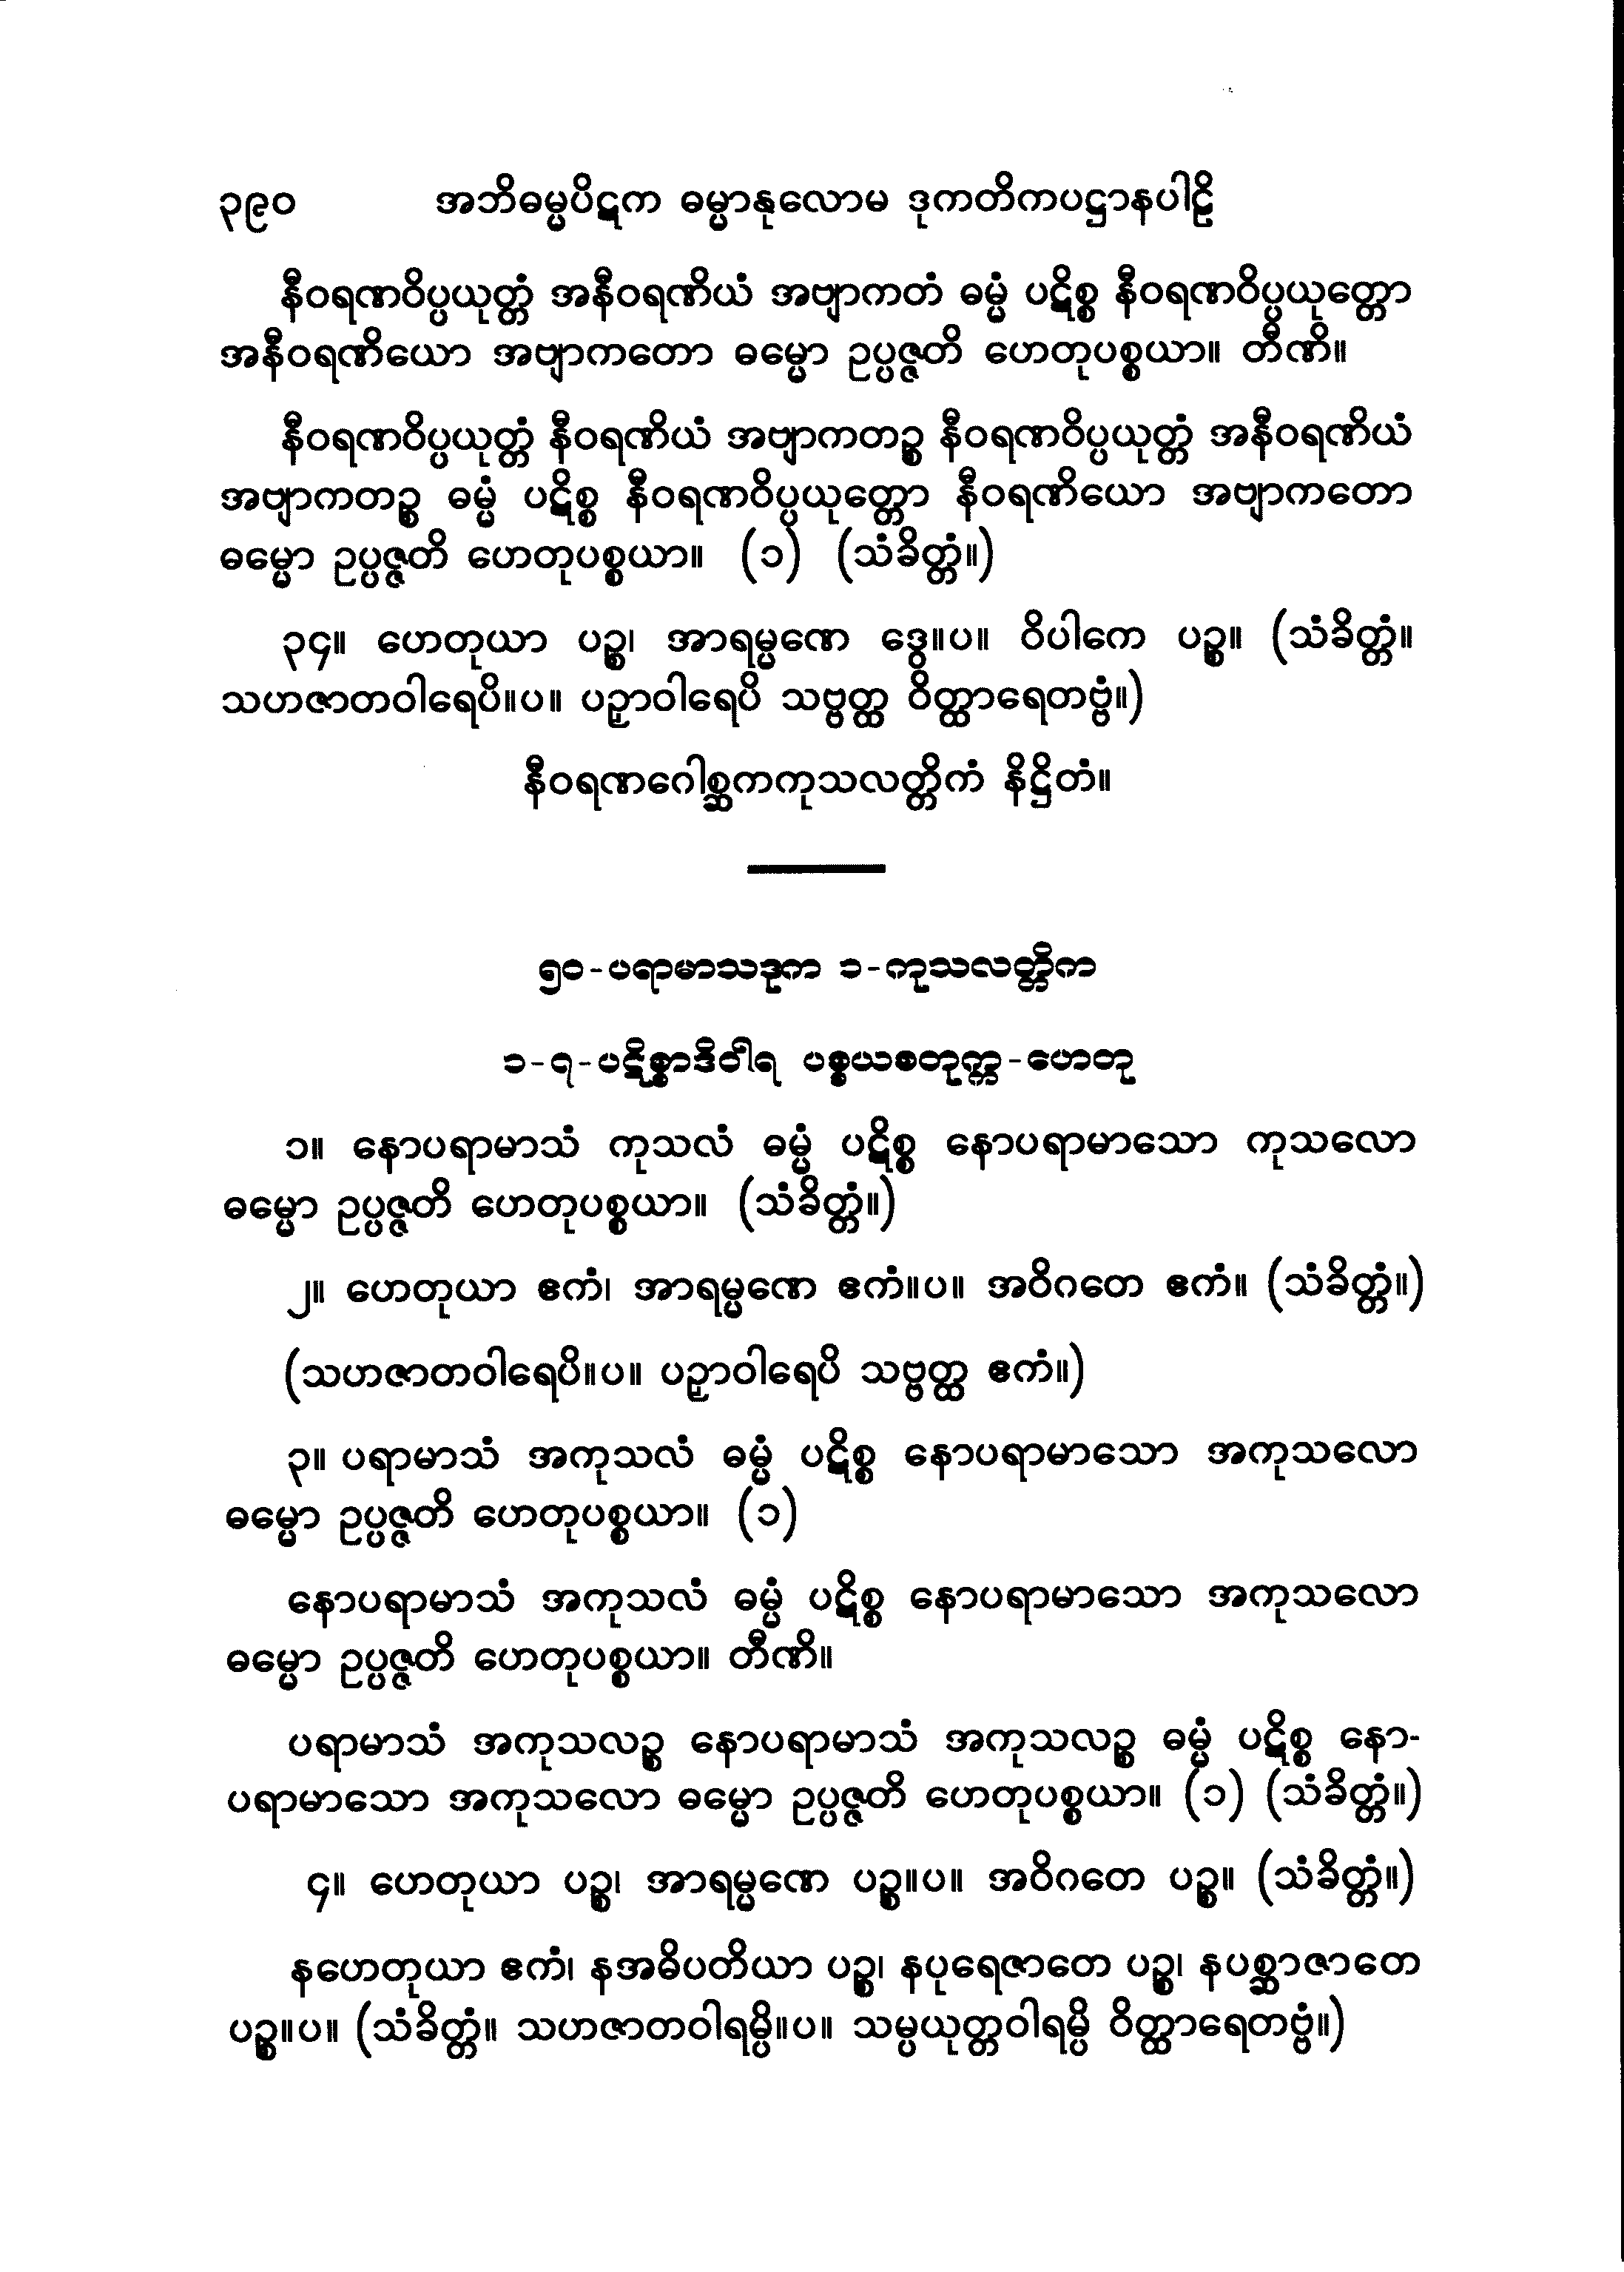 ၃၉၀ အဘိဓမ္မပိဋက ဓမ္မာနုလောမ ဒုကတိကပဋ္ဌာနပါဠိ
နီဝရဏဝိပ္ပယုတ္တံ အနီဝရဏိယံ အဗျာကတံ ဓမ္မံ ပဋိစ္စ နီဝရဏဝိပ္ပယုတ္တော
အနီဝရဏိယော အဗျာကတော ဓမ္မော ဥပ္ပဇ္ဇတိ ဟေတုပစ္စယာ။ တီဏိ။
နီဝရဏဝိပ္ပယုတ္တံ နီဝရဏိယံ အဗျာကတဉ္စ နီဝရဏဝိပ္ပယုတ္တံ အနီဝရဏိယံ
အဗျာကတဉ္စ ဓမ္မံ ပဋိစ္စ နီဝရဏဝိပ္ပယုတ္တော နီဝရဏိယော အဗျာကတော
ဓမ္မော ဥပ္ပဇ္ဇတိ ဟေတုပစ္စယာ။ (၁) (သံခိတ္တံ။)
၃၄။ ဟေတုယာ ပဉ္စ၊ အာရမ္မဏေ ဒွေ။ပ။ ဝိပါကေ ပဉ္စ။ (သံခိတ္တံ။
သဟဇာတဝါရေပိ။ပ။ ပဉှာဝါရေပိ သဗ္ဗတ္ထ ဝိတ္ထာရေတဗ္ဗံ။)
နီဝရဏဂေါစ္ဆကကုသလတ္တိကံ နိဋ္ဌိတံ။
၅၀-ပရာမာသဒုက ၁-ကုသလတ္တိက
၁-၇-ပဋိစ္စာဒိဝါရ ပစ္စယစတုက္က-ဟေတု
၁။ နောပရာမာသံ ကုသလံ ဓမ္မံ ပဋိစ္စ နောပရာမာသော ကုသလော
ဓမ္မော ဥပ္ပဇ္ဇတိ ဟေတုပစ္စယာ။ (သံခိတ္တံ။)
၂။ ဟေတုယာ ဧကံ၊ အာရမ္မဏေ ဧကံ။ပ။ အဝိဂတေ ဧကံ။ (သံခိတ္တံ။)
(သဟဇာတဝါရေပိ။ပ။ ပဉှာဝါရေပိ သဗ္ဗတ္ထ ဧကံ။)
၃။ ပရာမာသံ အကုသလံ ဓမ္မံ ပဋိစ္စ နောပရာမာသော အကုသလော
ဓမ္မော ဥပ္ပဇ္ဇတိ ဟေတုပစ္စယာ။ (၁)
နောပရာမာသံ အကုသလံ ဓမ္မံ ပဋိစ္စ နောပရာမာသော အကုသလော
ဓမ္မော ဥပ္ပဇ္ဇတိ ဟေတုပစ္စယာ။ တီဏိ။
ပရာမာသံ အကုသလဉ္စ နောပရာမာသံ အကုသလဉ္စ ဓမ္မံ ပဋိစ္စ နော-
ပရာမာသော အကုသလော ဓမ္မော ဥပ္ပဇ္ဇတိ ဟေတုပစ္စယာ။ (၁) (သံခိတ္တံ။)
၄။ ဟေတုယာ ပဉ္စ၊ အာရမ္မဏေ ပဉ္စ။ပ။ အဝိဂတေ ပဉ္စ။ (သံခိတ္တံ။)
နဟေတုယာ ဧကံ၊ နအဓိပတိယာ ပဉ္စ၊ နပုရေဇာတေ ပဉ္စ၊ နပစ္ဆာဇာတေ
ပဉ္စ။ပ။ (သံခိတ္တံ။ သဟဇာတဝါရမ္ပိ။ပ။ သမ္ပယုတ္တဝါရမ္ပိ ဝိတ္ထာရေတဗ္ဗံ။)